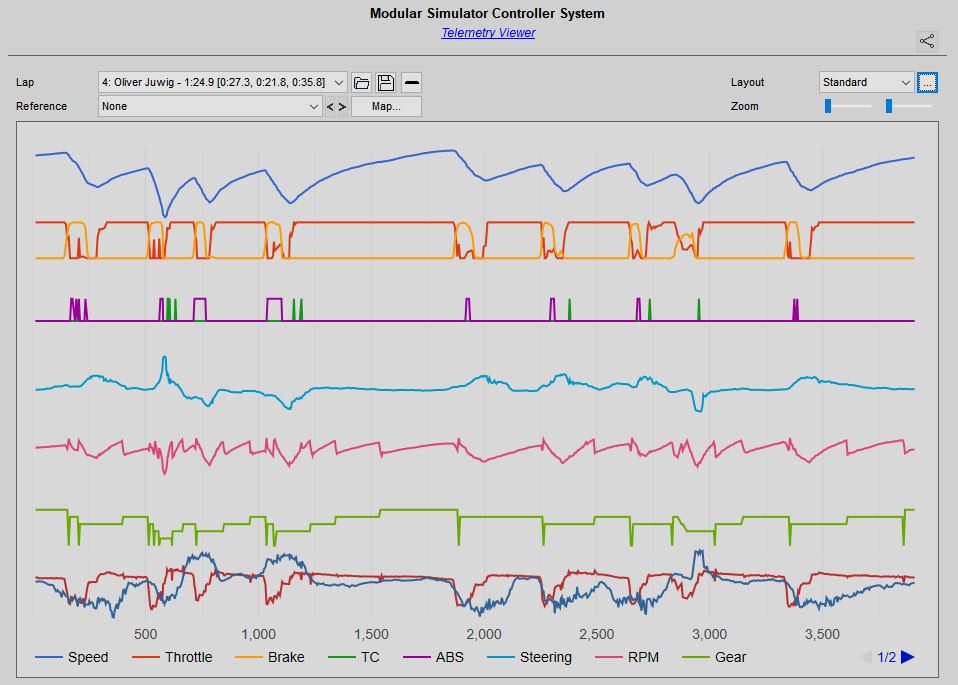 Modular Simulator Controller System
Telemetry Viewer
Lap 4: Oliver Juwig - 1:24.9 [0:27.3, 0:21.8, 0:35.8] Layout Standard ...
Reference None < > Map... Zoom
500 1,000 1,500 2,000 2,500 3,000 3,500
Speed Throttle Brake TC ABS Steering RPM Gear 1/2